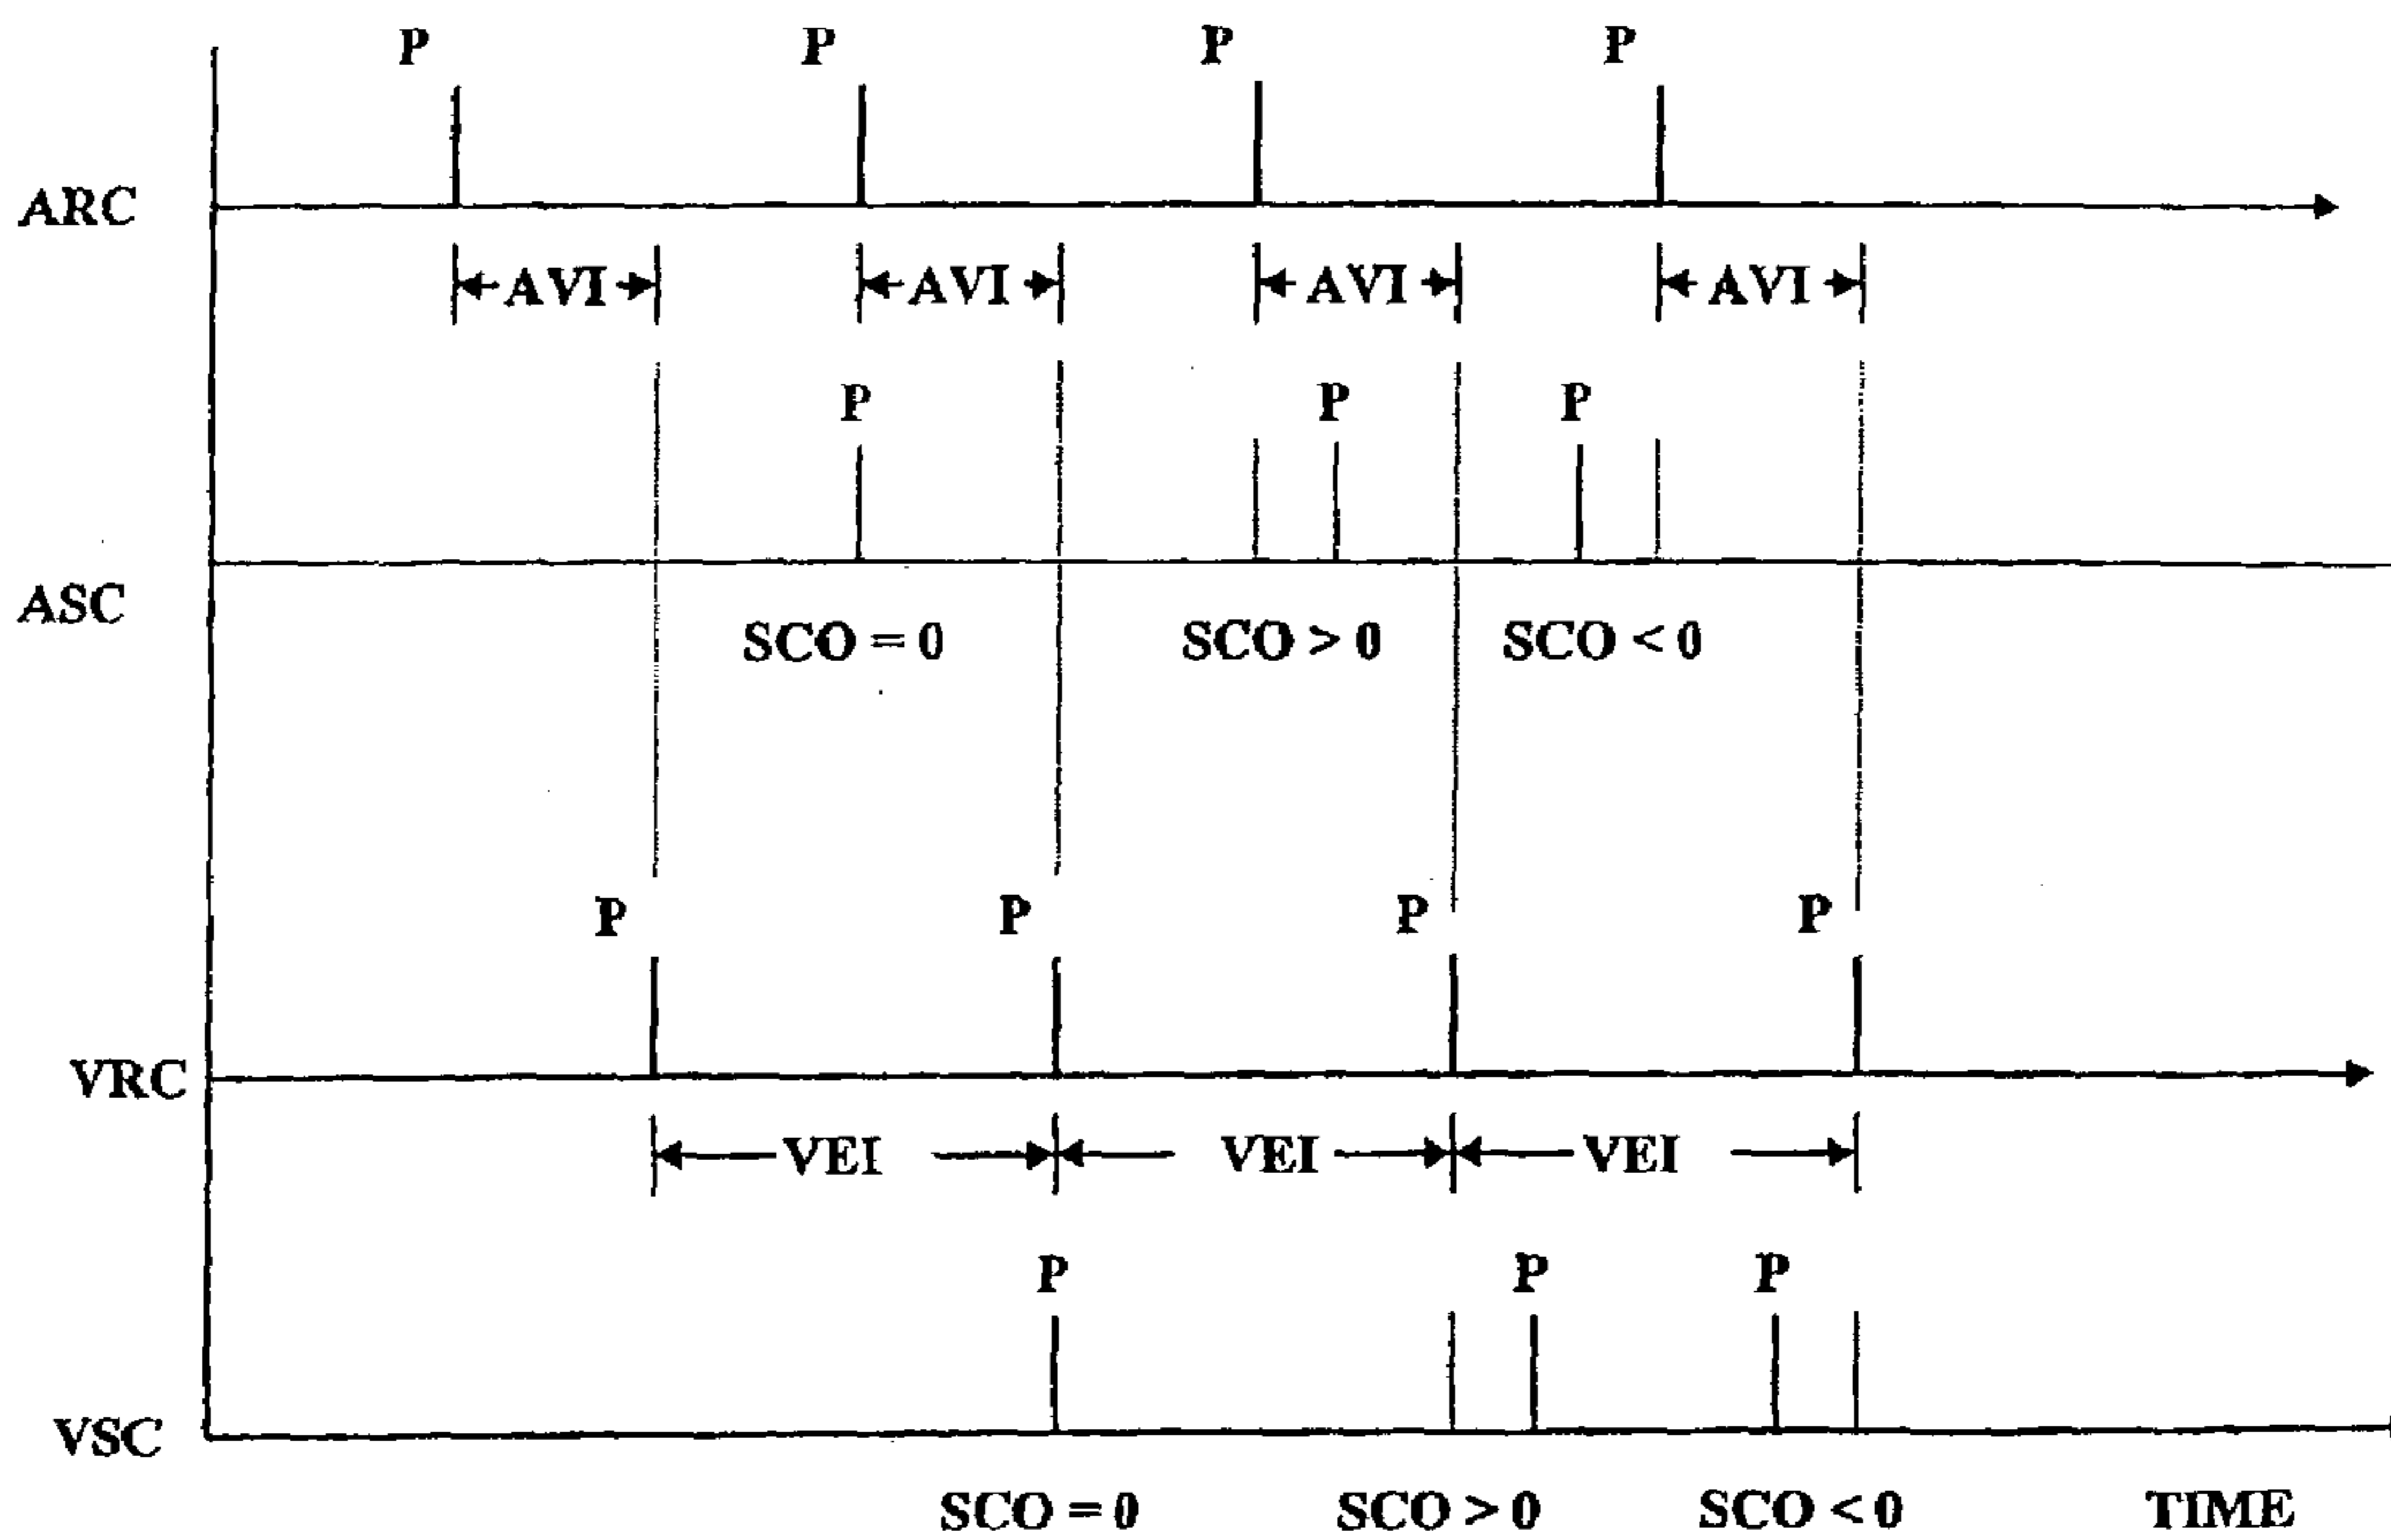 P P P P
ARC
AVI AVI AVI AVI
P P P
ASC
SCO = 0 SCO > 0 SCO < 0
P P P P
VRC
VEI VEI VEI
P P P
VSC
SCO = 0 SCO > 0 SCO < 0 TIME